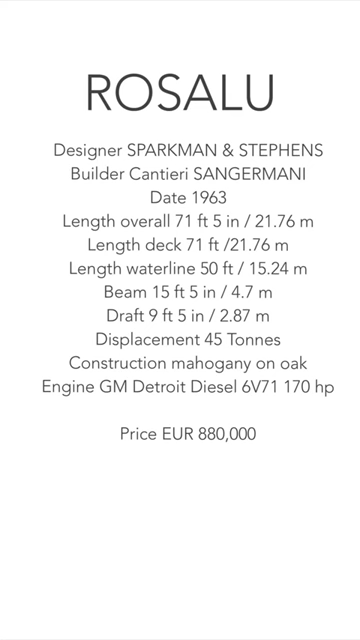 ROSALU
Designer SPARKMAN & STEPHENS
Builder Cantieri SANGERMANI
Date 1963
Length overall 71 ft 5 in / 21.76 m
Length deck 71 ft /21.76 m
Length waterline 50 ft / 15.24 m
Beam 15 ft 5 in / 4.7 m
Draft 9 ft 5 in / 2.87 m
Displacement 45 Tonnes
Construction mahogany on oak
Engine GM Detroit Diesel 6V71 170 hp
Price EUR 880,000